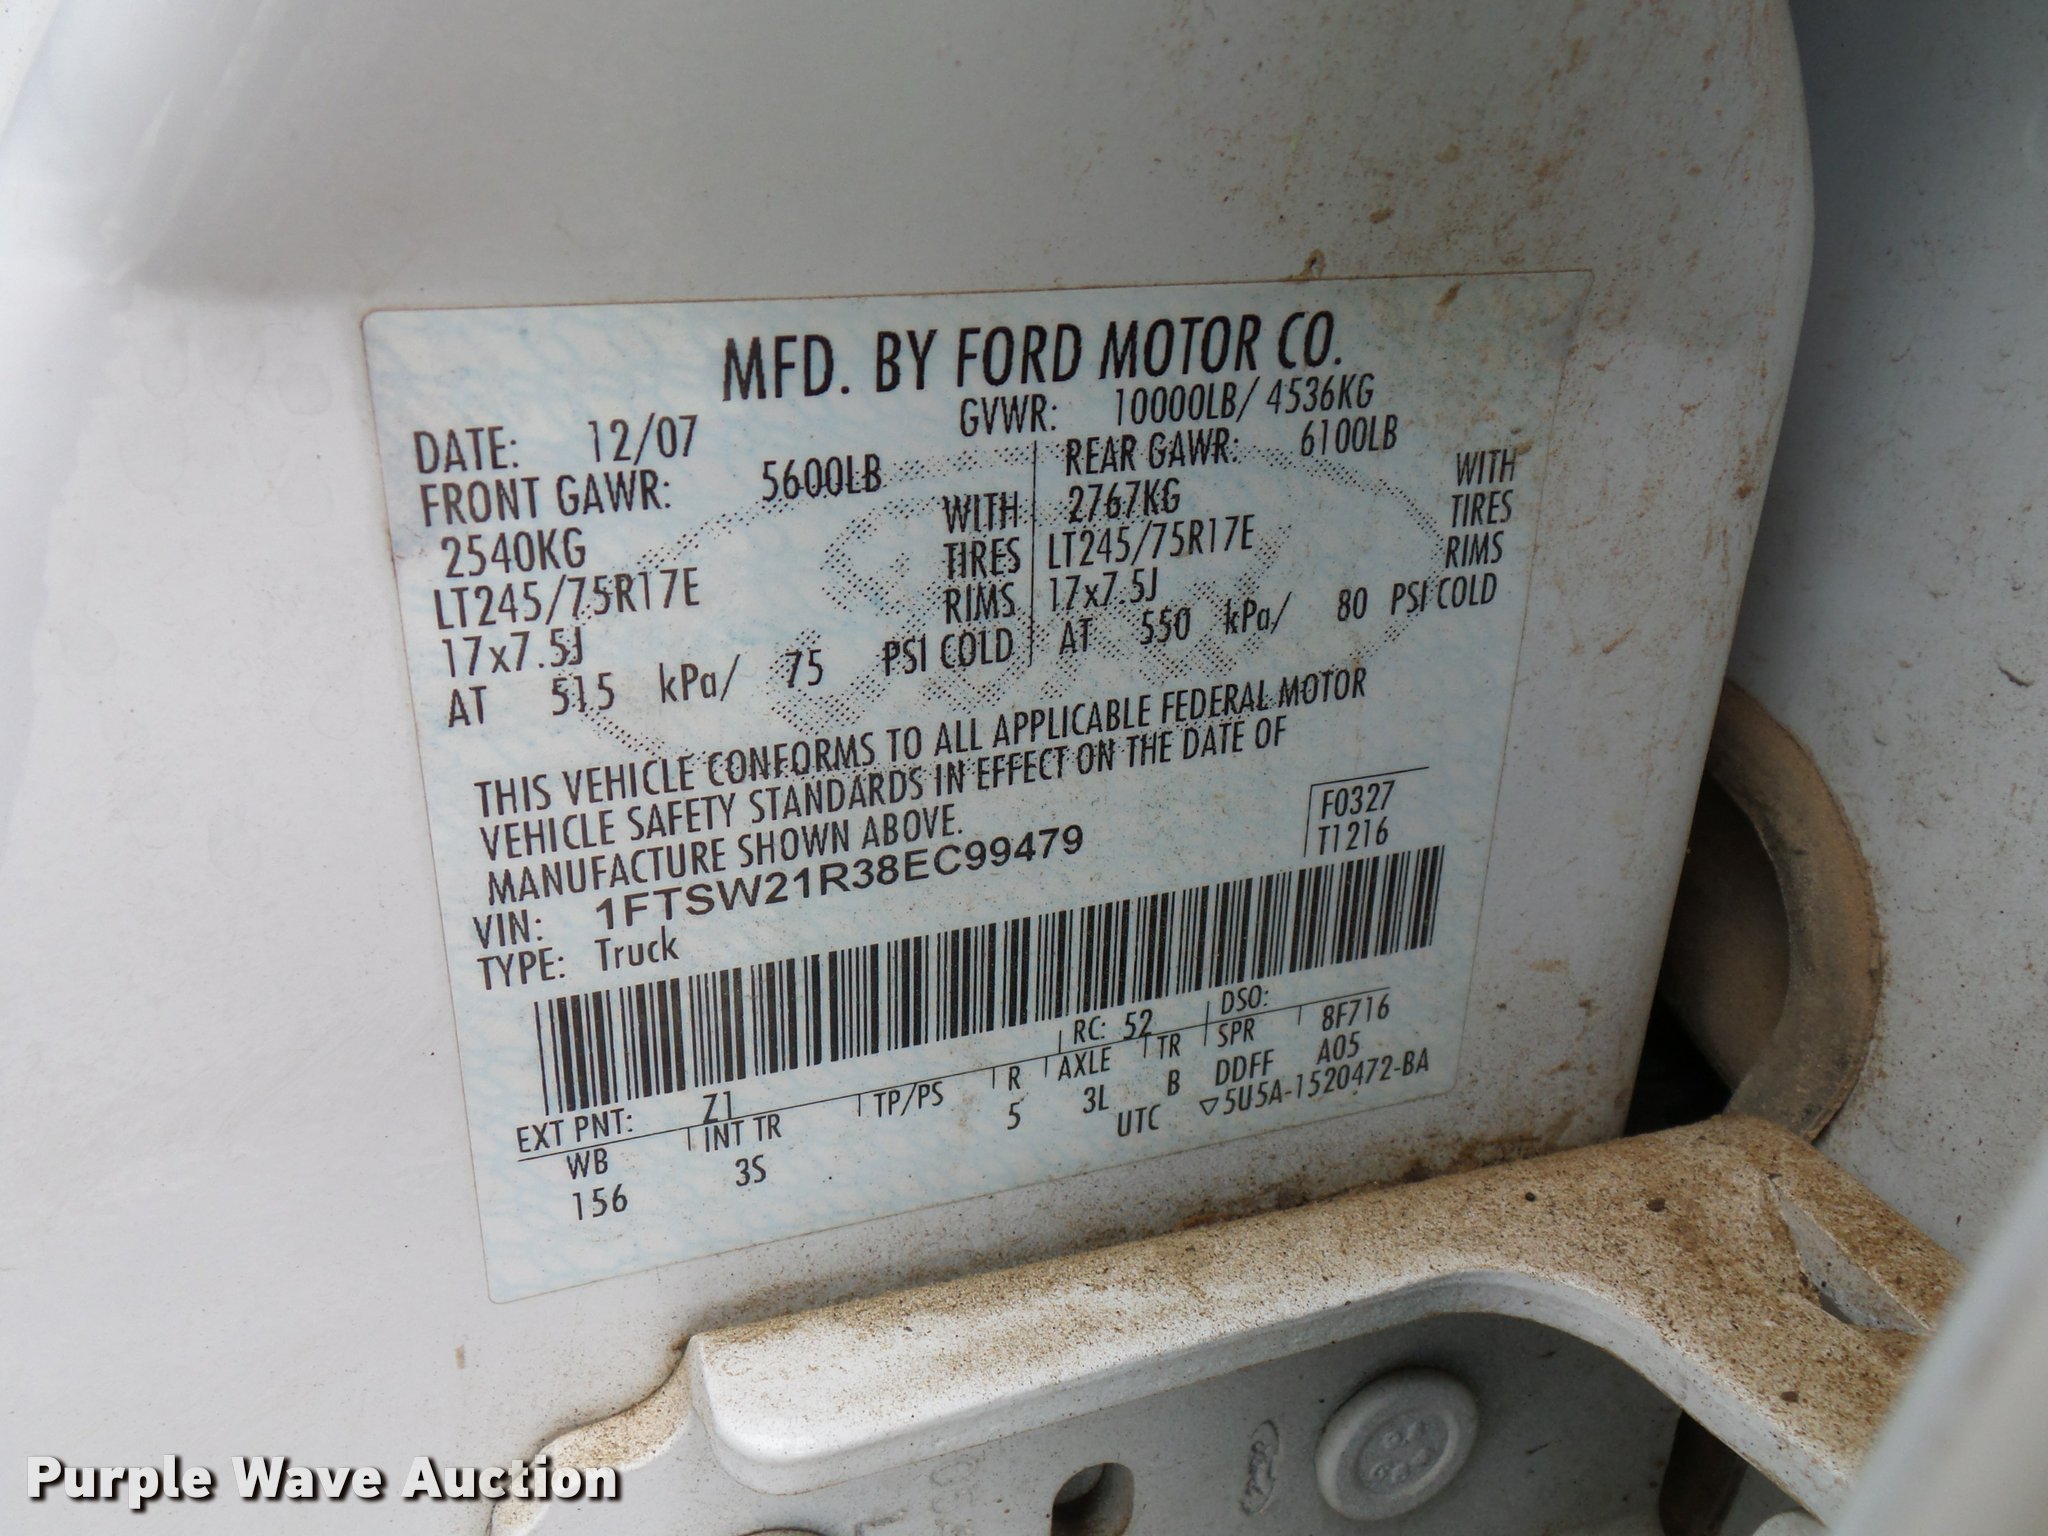 MFD. BY FORD MOTOR CO.
DATE: 12/07 GVWR: 10000LB/ 4536KG
FRONT GAWR: 5600LB REAR GAWR: 6100LB
2540KG WITH 2767KG WITH
LT245/75R17E TIRES LT245/75R17E TIRES
17x7.5J RIMS 17x7.5J RIMS
AT 515 kPa/ 75 PSI COLD AT 550 kPa/ 80 PSI COLD
THIS VEHICLE CONFORMS TO ALL APPLICABLE FEDERAL MOTOR
VEHICLE SAFETY STANDARDS IN EFFECT ON THE DATE OF
MANUFACTURE SHOWN ABOVE.
F0327
T1216
VIN: 1FTSW21R38EC99479
TYPE: Truck
EXT PNT: Z1 RC: 52 DSO:
WB INT TR TP/PS R AXLE TR SPR 8F716
156 3S 5 3L B DDFF A05
UTC ▽5U5A-1520472-BA
Ford
Purple Wave Auction